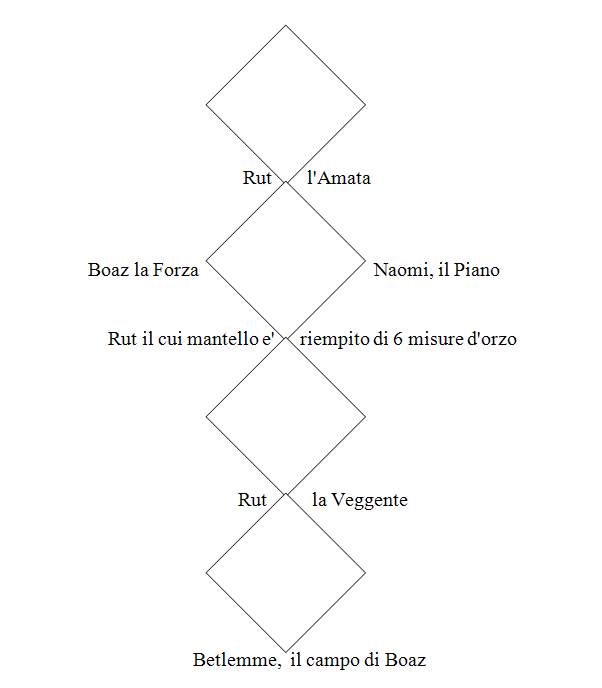 Rut l'Amata
Boaz la Forza Naomi, il Piano
Rut il cui mantello e' riempito di 6 misure d'orzo
Rut la Veggente
Betlemme, il campo di Boaz